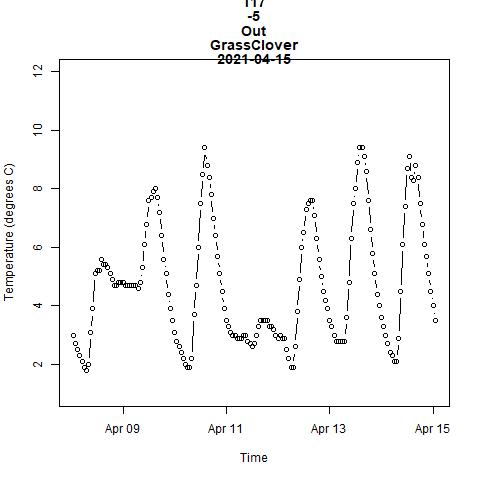 117
-5
Out
GrassClover
2021-04-15
12
10
8
6
4
2
Temperature (degrees C)
Apr 09 Apr 11 Apr 13 Apr 15
Time